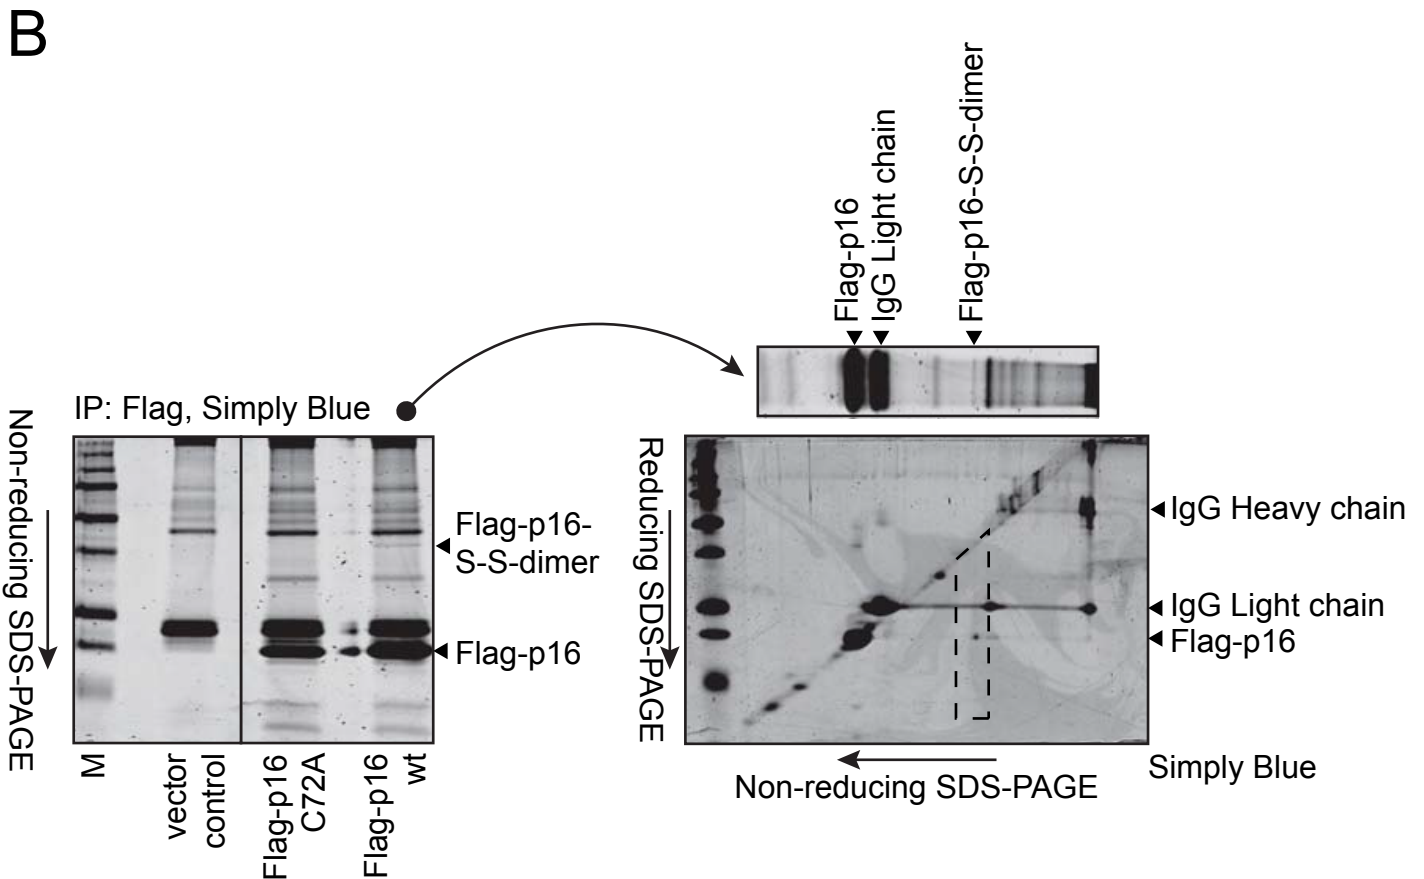 B
Flag-p16
IgG Light chain
Flag-p16-S-S-dimer
IP: Flag, Simply Blue
Non-reducing SDS-PAGE
Flag-p16-
S-S-dimer
Flag-p16
M
vector
control
Flag-p16
C72A
Flag-p16
wt
Reducing SDS-PAGE
IgG Heavy chain
IgG Light chain
Flag-p16
Non-reducing SDS-PAGE
Simply Blue